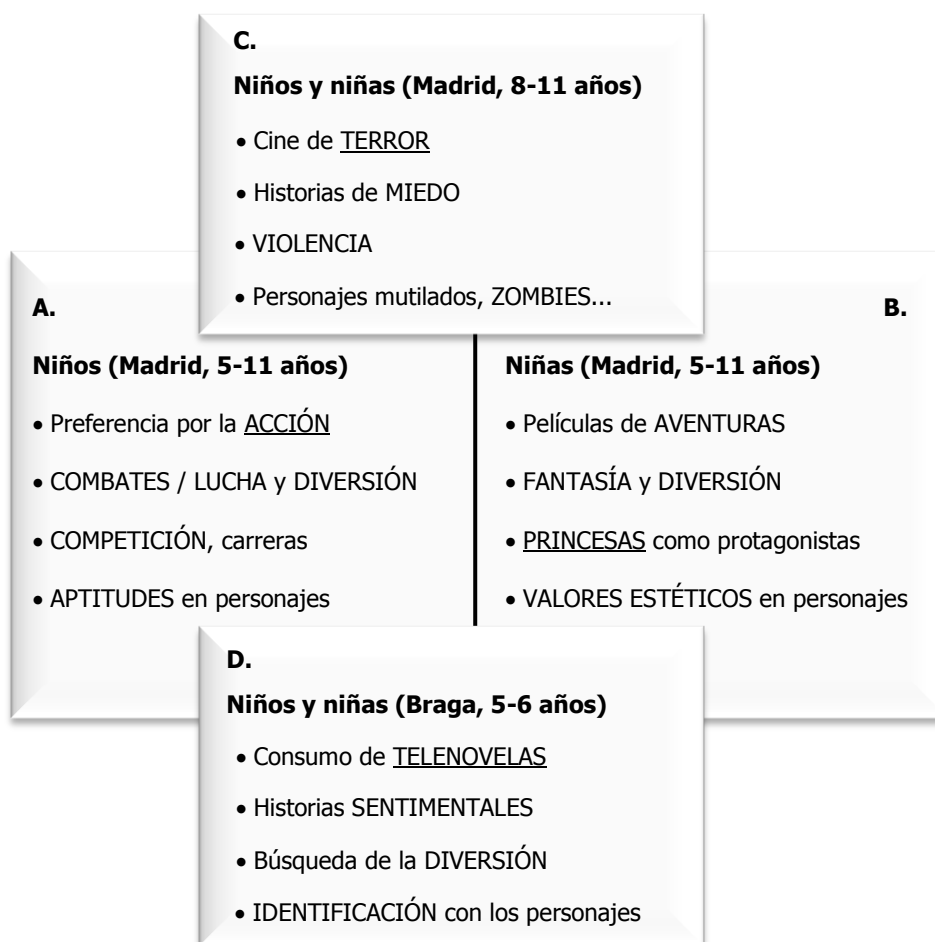 C.
Niños y niñas (Madrid, 8-11 años)
• Cine de TERROR
• Historias de MIEDO
• VIOLENCIA
• Personajes mutilados, ZOMBIES...
A.
Niños (Madrid, 5-11 años)
• Preferencia por la ACCIÓN
• COMBATES / LUCHA y DIVERSIÓN
• COMPETICIÓN, carreras
• APTITUDES en personajes
B.
Niñas (Madrid, 5-11 años)
• Películas de AVENTURAS
• FANTASÍA y DIVERSIÓN
• PRINCESAS como protagonistas
• VALORES ESTÉTICOS en personajes
D.
Niños y niñas (Braga, 5-6 años)
• Consumo de TELENOVELAS
• Historias SENTIMENTALES
• Búsqueda de la DIVERSIÓN
• IDENTIFICACIÓN con los personajes